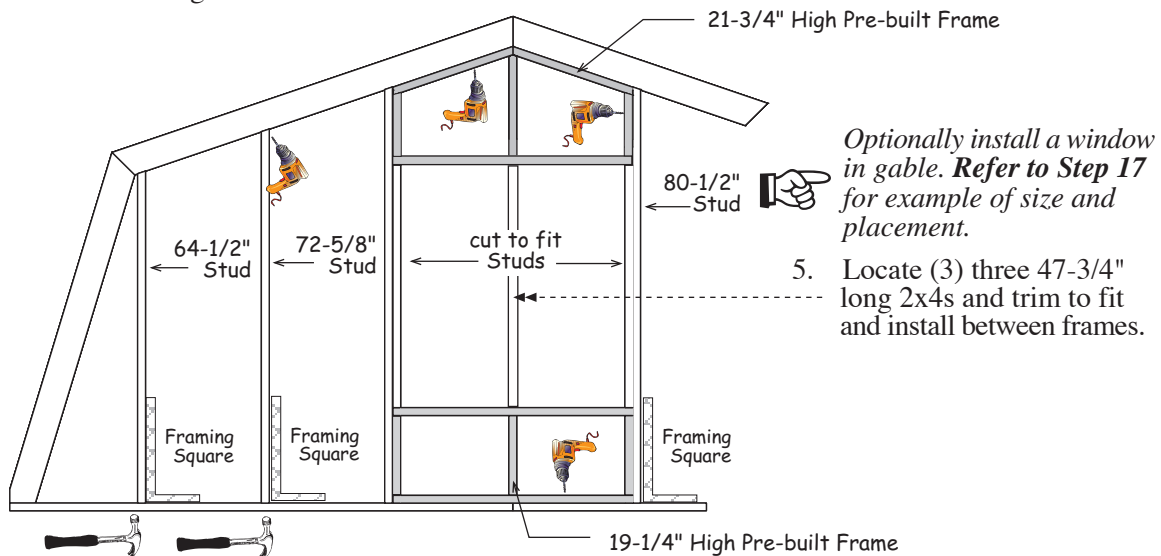 21-3/4" High Pre-built Frame
Optionally install a window
in gable. Refer to Step 17
for example of size and
placement.
80-1/2"
Stud
64-1/2"
Stud
72-5/8"
Stud
cut to fit
Studs
5. Locate (3) three 47-3/4"
long 2x4s and trim to fit
and install between frames.
Framing
Square
Framing
Square
Framing
Square
19-1/4" High Pre-built Frame